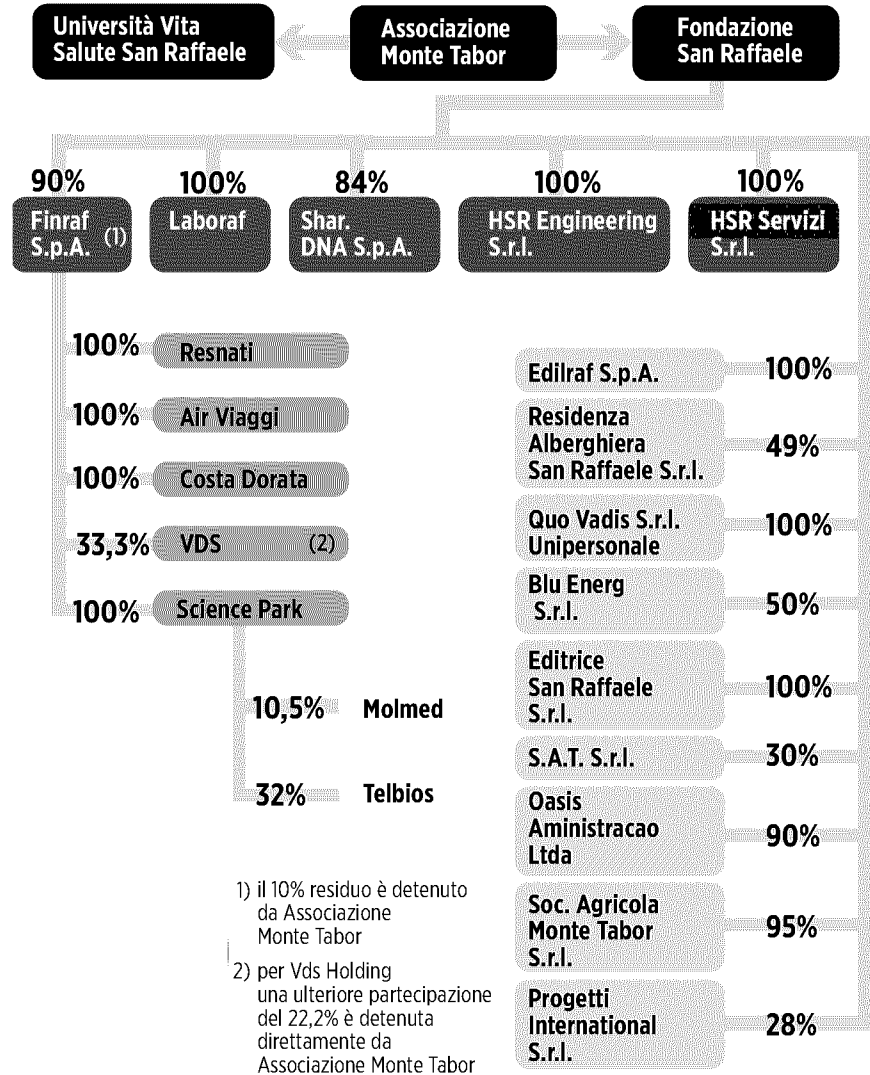 Università Vita
Salute San Raffaele
Associazione
Monte Tabor
Fondazione
San Raffaele
90%
100%
84%
100%
100%
Finraf
S.p.A. (1)
Laboraf
Shar.
DNA S.p.A.
HSR Engineering
S.r.l.
HSR Servizi
S.r.l.
100% Resnati
100% Air Viaggi
100% Costa Dorata
33,3% VDS (2)
100% Science Park
10,5% Molmed
32% Telbios
Edilraf S.p.A. 100%
Residenza
Alberghiera
San Raffaele S.r.l.
49%
Quo Vadis S.r.l.
Unipersonale
100%
Blu Energ
S.r.l.
50%
Editrice
San Raffaele
S.r.l.
100%
S.A.T. S.r.l. 30%
Oasis
Aministracao
Ltda
90%
Soc. Agricola
Monte Tabor
S.r.l.
95%
Progetti
International
S.r.l.
28%
1) il 10% residuo è detenuto
da Associazione
Monte Tabor
2) per Vds Holding
una ulteriore partecipazione
del 22,2% è detenuta
direttamente da
Associazione Monte Tabor